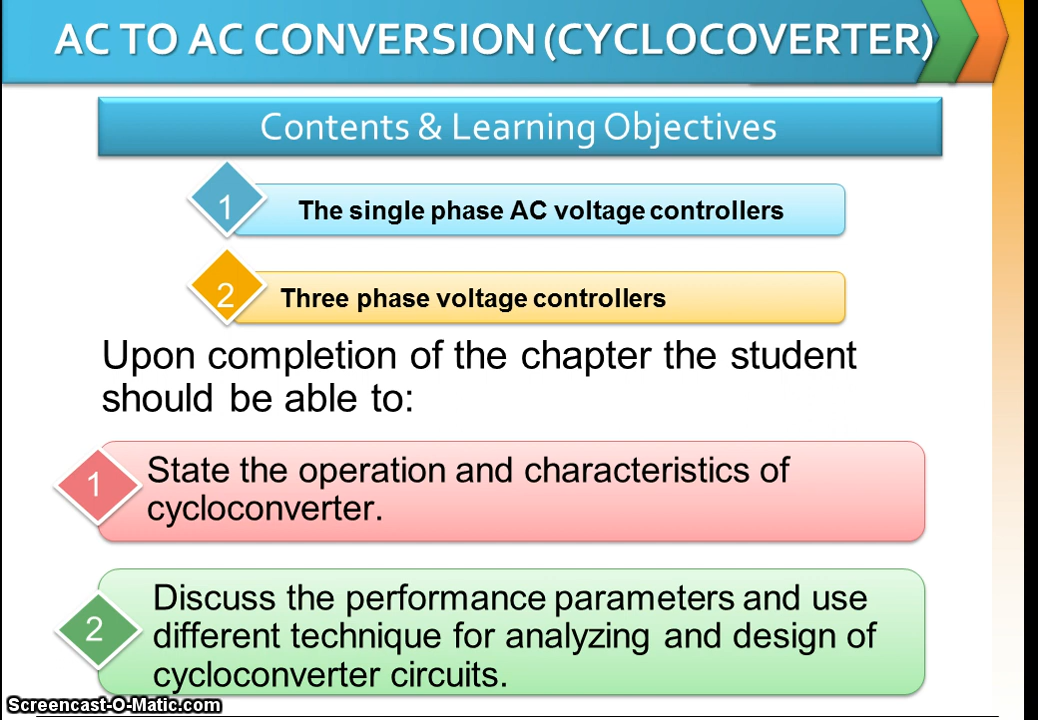 AC TO AC CONVERSION (CYCLOCOVERTER)
Contents & Learning Objectives
1
The single phase AC voltage controllers
2
Three phase voltage controllers
Upon completion of the chapter the student
should be able to:
1
State the operation and characteristics of
cycloconverter.
2
Discuss the performance parameters and use
different technique for analyzing and design of
cycloconverter circuits.
Screencast-O-Matic.com